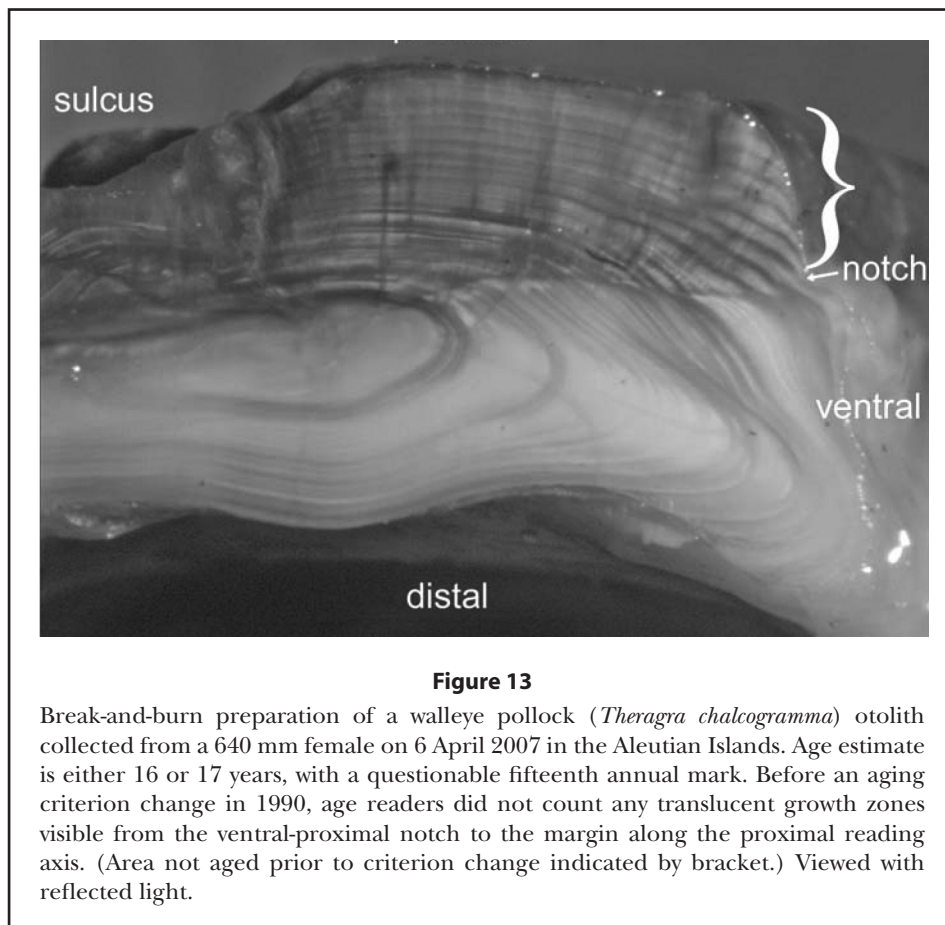 sulcus
notch
ventral
distal
Figure 13
Break-and-burn preparation of a walleye pollock (Theragra chalcogramma) otolith
collected from a 640 mm female on 6 April 2007 in the Aleutian Islands. Age estimate
is either 16 or 17 years, with a questionable fifteenth annual mark. Before an aging
criterion change in 1990, age readers did not count any translucent growth zones
visible from the ventral-proximal notch to the margin along the proximal reading
axis. (Area not aged prior to criterion change indicated by bracket.) Viewed with
reflected light.